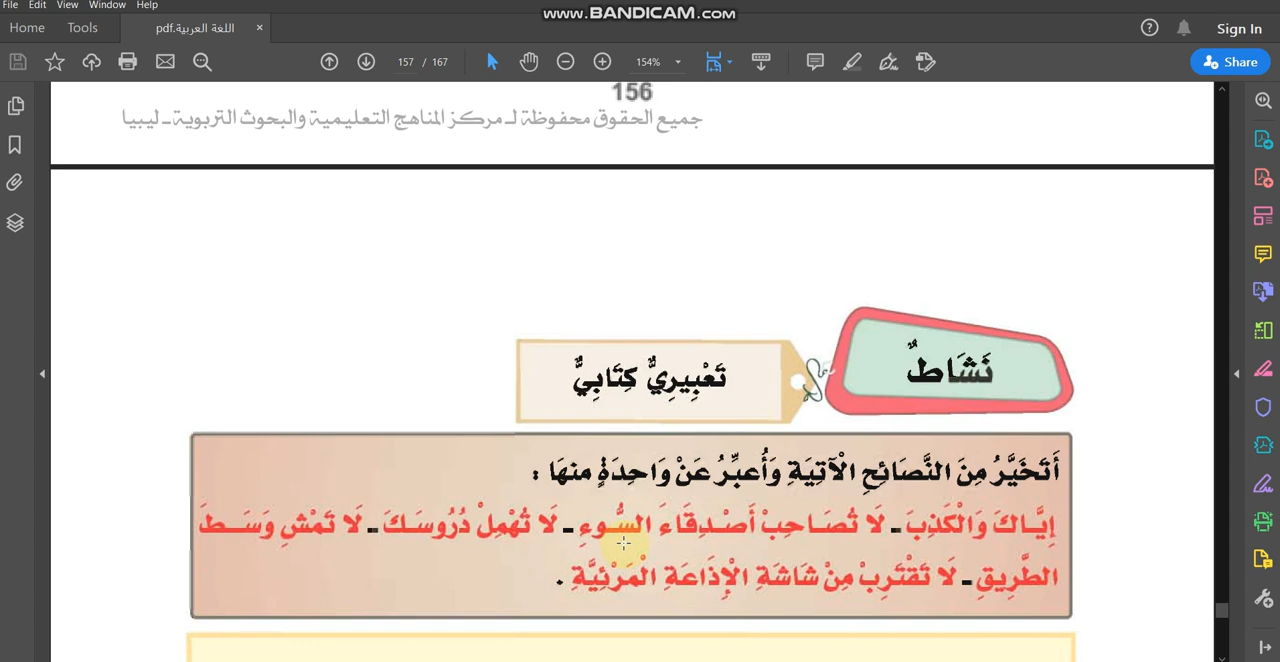 File Edit View Window Help
www.BANDICAM.com
Home Tools اللغة العربية.pdf × Sign In
157 / 167 154% Share
156
جميع الحقوق محفوظة لـ مركز المناهج التعليمية والبحوث التربوية ـ ليبيا
نَشَاطٌ
تَعْبِيرِيٌّ كِتَابِيٌّ
أَتَخَيَّرُ مِنَ النَّصَائِحِ الْآتِيَةِ وَأُعبِّرُ عَنْ وَاحِدَةٍ منهَا :
إِيَّاكَ وَالْكَذِبَ ـ لَا تُصَاحِبْ أَصْدِقَاءَ السُّوءِ ـ لَا تُهْمِلْ دُرُوسَكَ ـ لَا تَمْشِ وَسَطَ
الطَّرِيقِ ـ لَا تَقْتَرِبْ مِنْ شَاشَةِ الْإِذَاعَةِ الْمَرْئِيَّةِ .